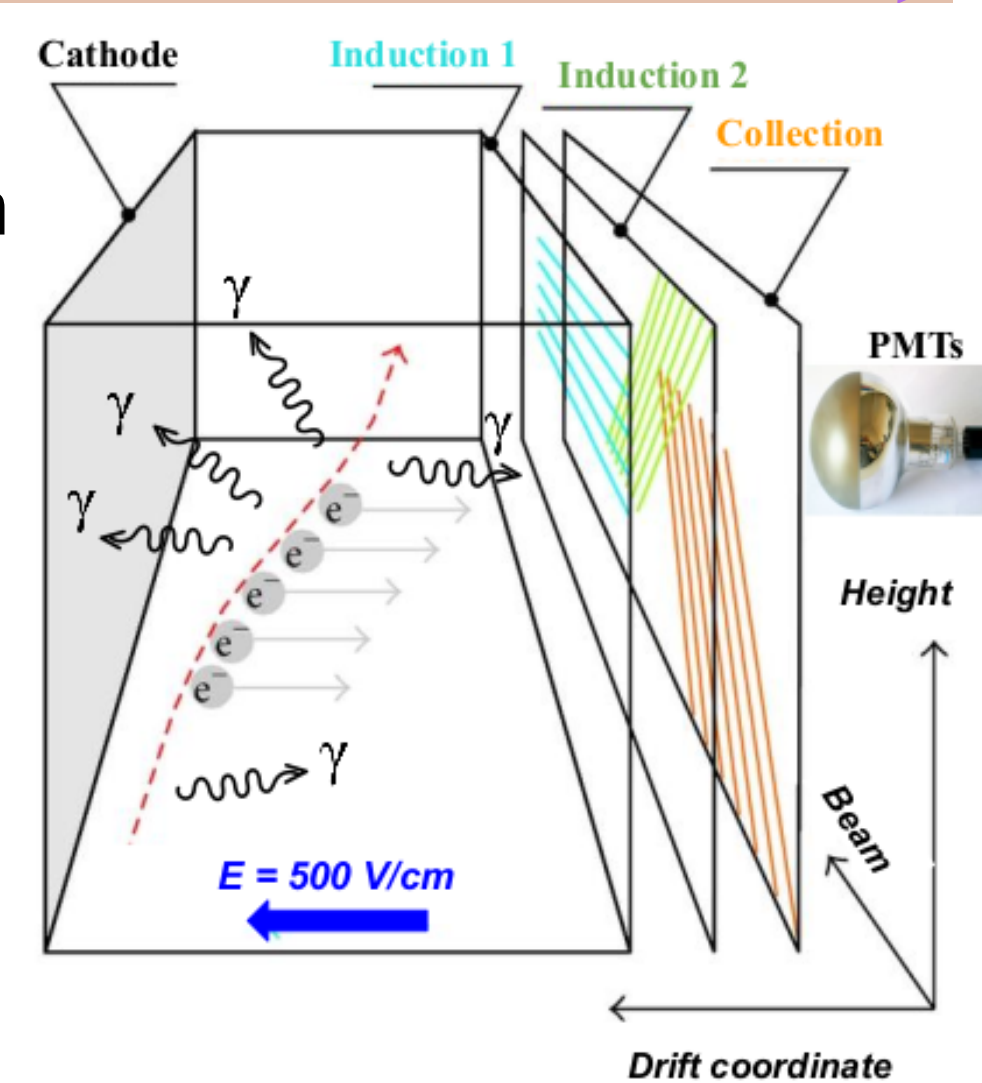 Cathode
Induction 1
Induction 2
Collection
n
γ
PMTs
γ
γ
γ
e⁻
Height
e⁻
e⁻
e⁻
e⁻
γ
Beam
E = 500 V/cm
Drift coordinate